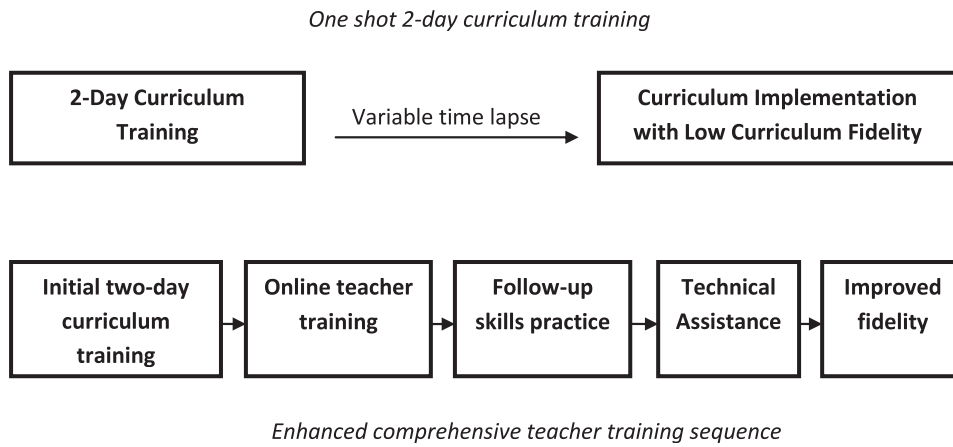 One shot 2-day curriculum training
2-Day Curriculum
Training
Variable time lapse
Curriculum Implementation
with Low Curriculum Fidelity
Initial two-day
curriculum
training
Online teacher
training
Follow-up
skills practice
Technical
Assistance
Improved
fidelity
Enhanced comprehensive teacher training sequence